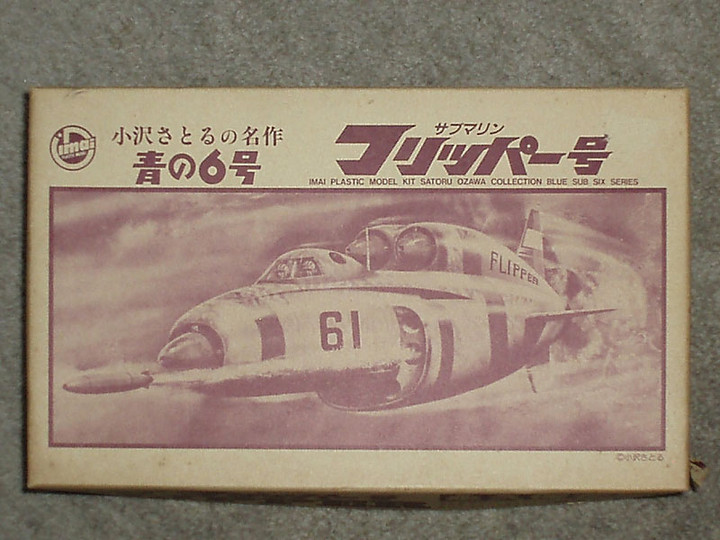 imai
小沢さとるの名作
青の6号
サブマリン
フリッパー号
IMAI PLASTIC MODEL KIT SATORU OZAWA COLLECTION BLUE SUB SIX SERIES
FLIPPER
61
©小沢さとる